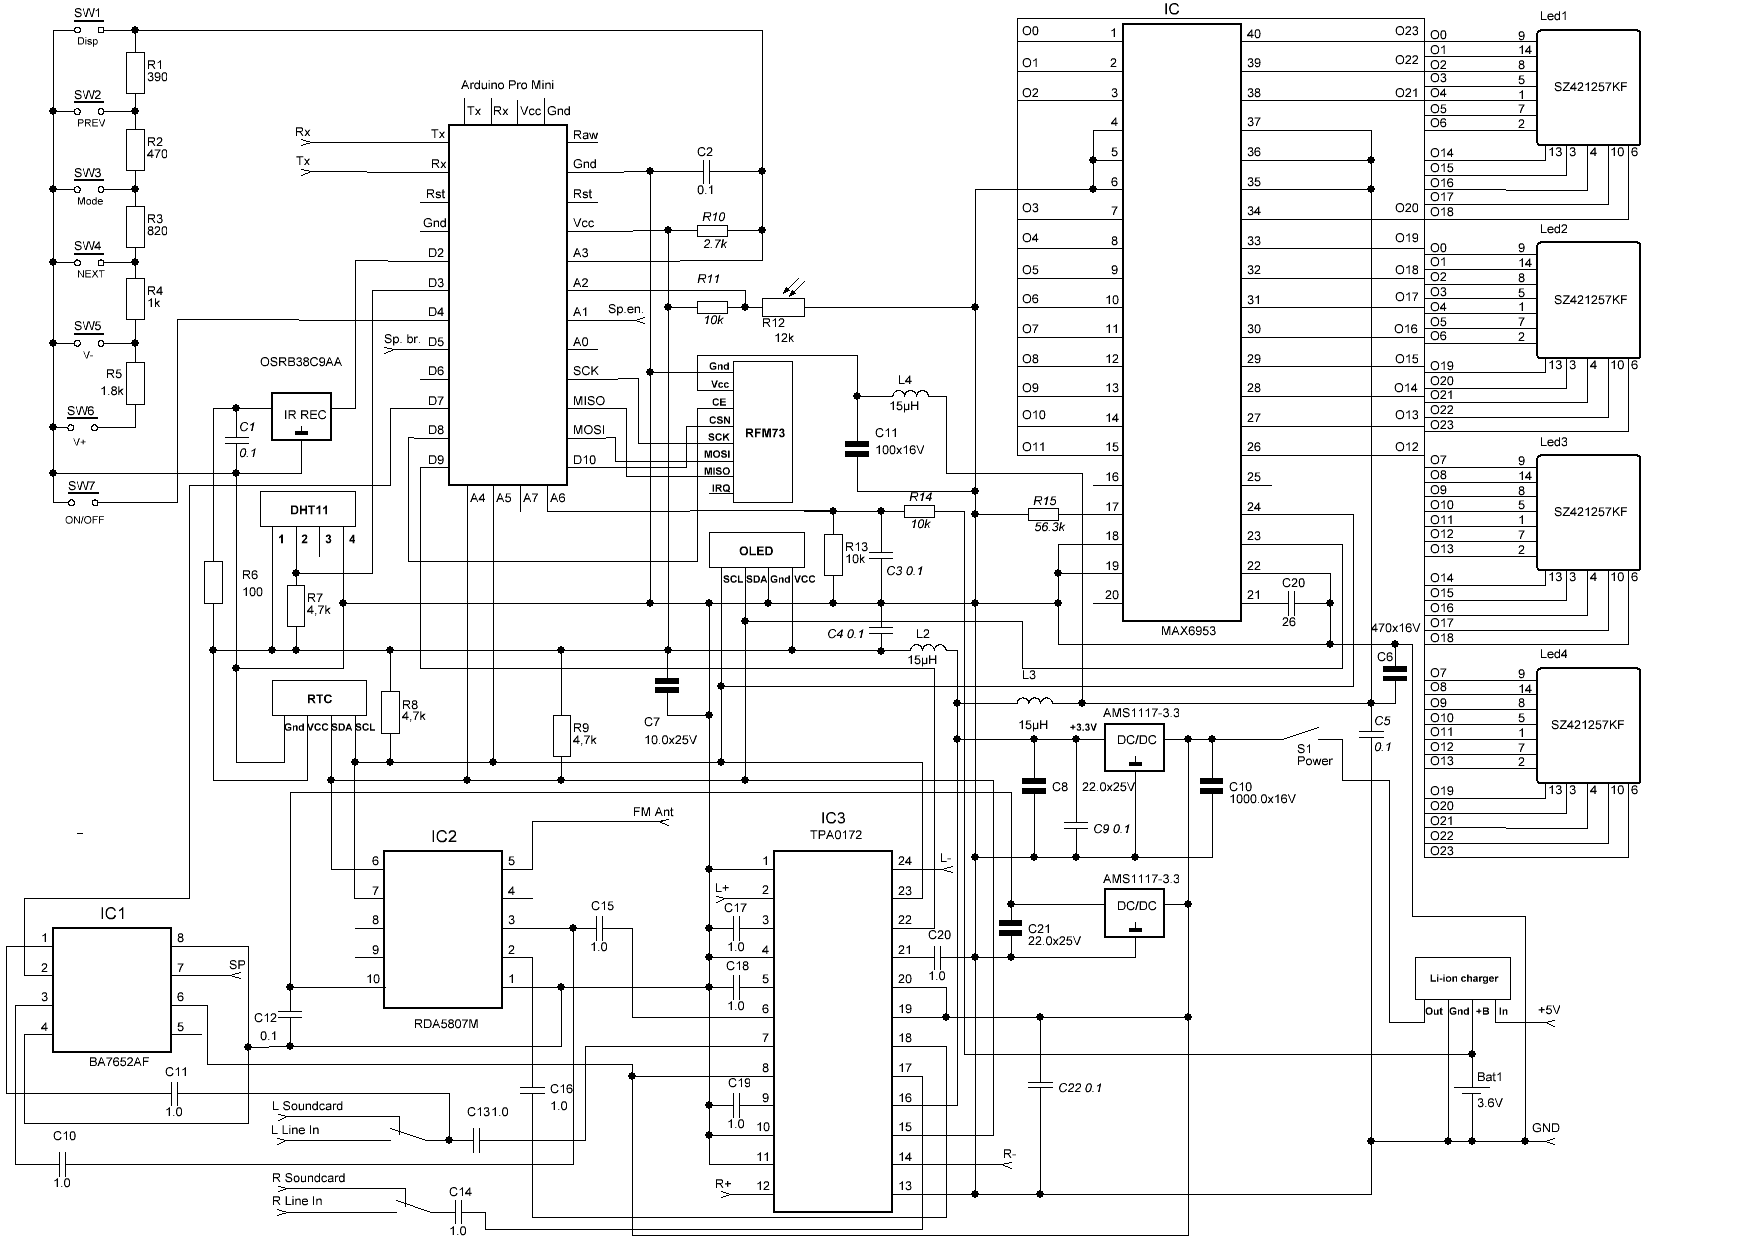 SW1
Disp
R1
390
SW2
PREV
R2
470
SW3
Mode
R3
820
SW4
NEXT
R4
1k
SW5
V-
R5
1.8k
SW6
V+
SW7
ON/OFF
Arduino Pro Mini
Tx Rx Vcc Gnd
Rx
Tx
Tx
Rx
Rst
Gnd
D2
D3
D4
D5
D6
D7
D8
D9
Raw
Gnd
Rst
Vcc
A3
A2
A1
A0
SCK
MISO
MOSI
D10
A4 A5 A7 A6
Sp. br.
Sp.en.
C2
0.1
R10
2.7k
R11
10k
R12
12k
OSRB38C9AA
IR REC
C1
0.1
DHT11
1 2 3 4
R6
100
R7
4,7k
RTC
Gnd VCC SDA SCL
R8
4,7k
R9
4,7k
C7
10.0x25V
Gnd
Vcc
CE
CSN
SCK
MOSI
MISO
IRQ
RFM73
L4
15µH
C11
100x16V
R14
10k
R13
10k
C3 0.1
C4 0.1
OLED
SCL SDA Gnd VCC
L2
15µH
L3
15µH
R15
56.3k
IC
O0
O1
O2
O3
O4
O5
O6
O7
O8
O9
O10
O11
1
2
3
4
5
6
7
8
9
10
11
12
13
14
15
16
17
18
19
20
40
39
38
37
36
35
34
33
32
31
30
29
28
27
26
25
24
23
22
21
O23
O22
O21
O20
O19
O18
O17
O16
O15
O14
O13
O12
MAX6953
C20
26
470x16V
C6
C5
0.1
Led1
O0 9
O1 14
O2 8
O3 5
O4 1
O5 7
O6 2
SZ421257KF
13 3 4 10 6
O14
O15
O16
O17
O18
Led2
O0 9
O1 14
O2 8
O3 5
O4 1
O5 7
O6 2
SZ421257KF
13 3 4 10 6
O19
O20
O21
O22
O23
Led3
O7 9
O8 14
O9 8
O10 5
O11 1
O12 7
O13 2
SZ421257KF
13 3 4 10 6
O14
O15
O16
O17
O18
Led4
O7 9
O8 14
O9 8
O10 5
O11 1
O12 7
O13 2
SZ421257KF
13 3 4 10 6
O19
O20
O21
O22
O23
AMS1117-3.3
+3.3V
DC/DC
C8 22.0x25V
C9 0.1
C10
1000.0x16V
S1
Power
AMS1117-3.3
DC/DC
C21
22.0x25V
Li-ion charger
Out Gnd +B In
+5V
Bat1
3.6V
GND
FM Ant
IC2
6
7
8
9
10
5
4
3
2
1
RDA5807M
C15
1.0
C12
0.1
C16
1.0
IC3
TPA0172
1
2
3
4
5
6
7
8
9
10
11
12
24
23
22
21
20
19
18
17
16
15
14
13
L-
L+
C17
1.0
C18
1.0
C19
1.0
R+
R-
C20
1.0
C22 0.1
IC1
1
2
3
4
8
7
6
5
SP
BA7652AF
C11
1.0
C10
1.0
L Soundcard
L Line In
C13 1.0
R Soundcard
R Line In
C14
1.0